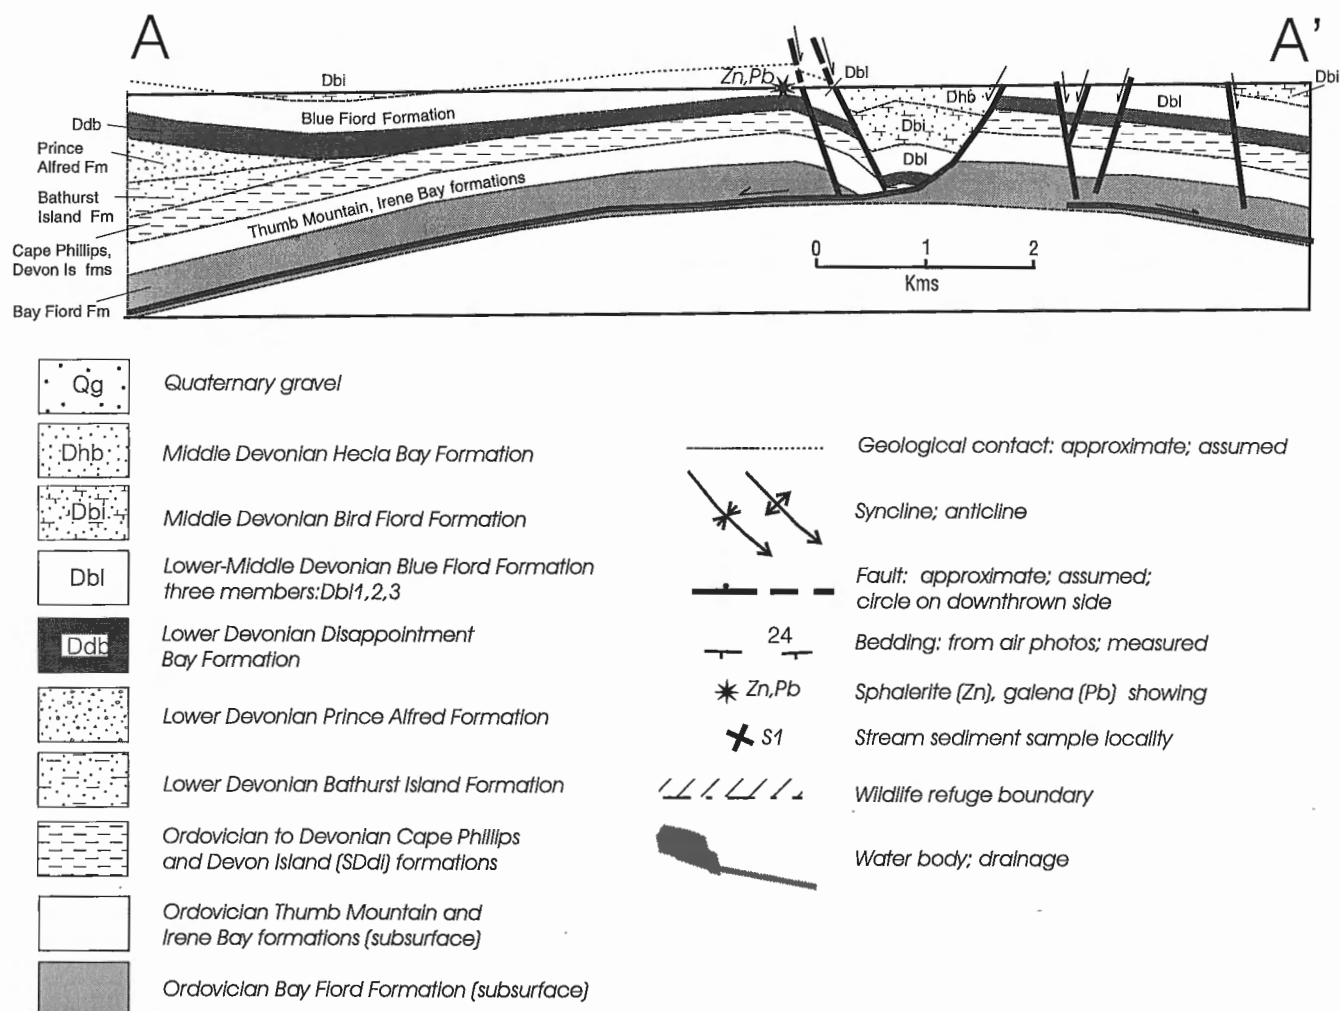 A
A'
Dbi
Zn,Pb
Dbl
Dbi
Dhb
Blue Fiord Formation
Ddb
Dbi
Dbl
Prince
Alfred Fm
Dbl
Bathurst
Island Fm
Thumb Mountain, Irene Bay formations
Cape Phillips,
Devon Is fms
0 1 2
Kms
Bay Fiord Fm
Qg
Quaternary gravel
Dhb
Middle Devonian Hecla Bay Formation
Dbi
Middle Devonian Bird Fiord Formation
Dbl
Lower-Middle Devonian Blue Fiord Formation
three members:Dbl1,2,3
Ddb
Lower Devonian Disappointment
Bay Formation
Lower Devonian Prince Alfred Formation
Lower Devonian Bathurst Island Formation
Ordovician to Devonian Cape Phillips
and Devon Island (SDdi) formations
Ordovician Thumb Mountain and
Irene Bay formations (subsurface)
Ordovician Bay Fiord Formation (subsurface)
Geological contact: approximate; assumed
Syncline; anticline
Fault: approximate; assumed;
circle on downthrown side
24
Bedding: from air photos; measured
Zn,Pb
Sphalerite (Zn), galena (Pb) showing
S1
Stream sediment sample locality
Wildlife refuge boundary
Water body; drainage